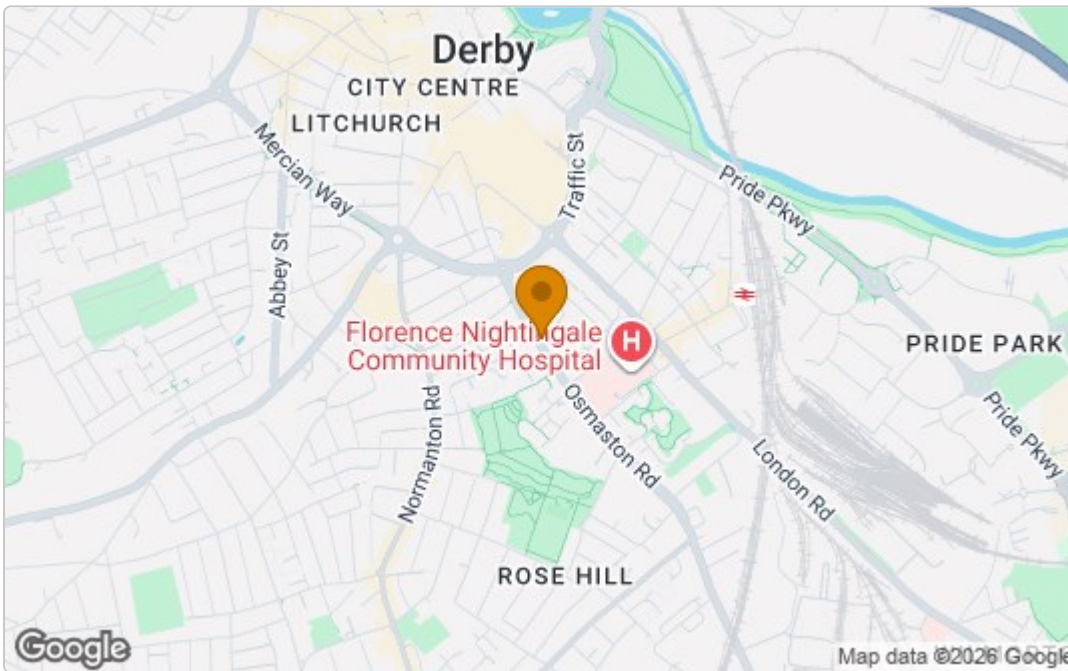 Derby
CITY CENTRE
LITCHURCH
Mercian Way
Traffic St
Pride Pkwy
Abbey St
Florence Nightingale
Community Hospital
H
PRIDE PARK
Normanton Rd
Osmaston Rd
London Rd
Pride Pkwy
ROSE HILL
Google
Map data ©2026 Google